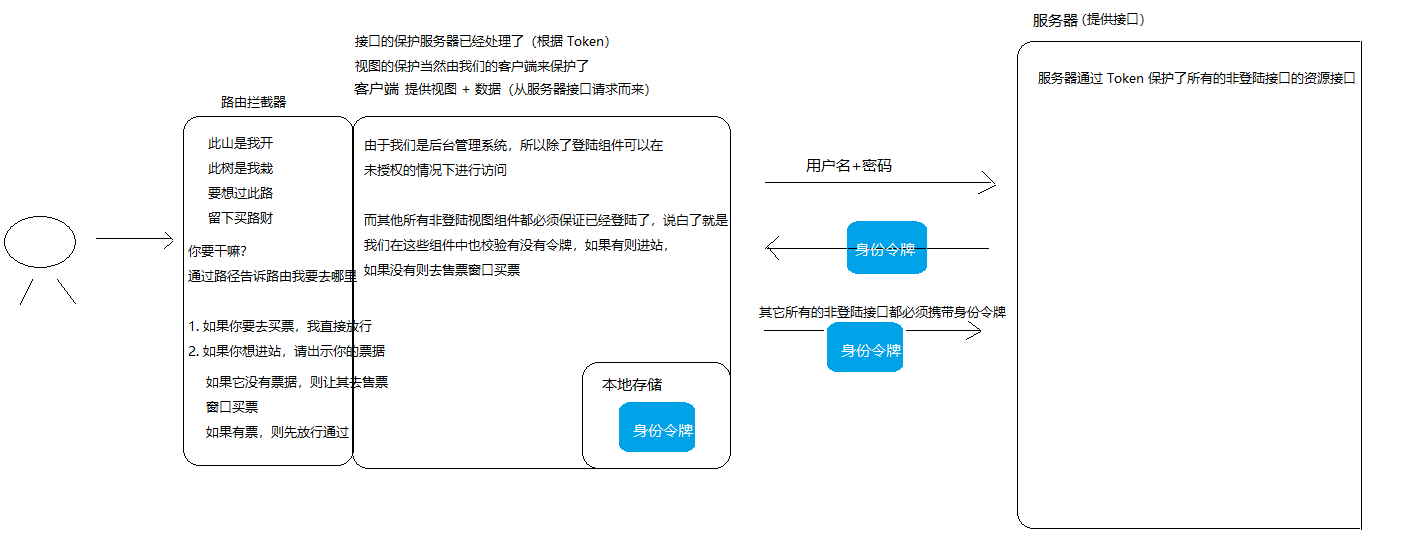 接口的保护服务器已经处理了（根据 Token）
视图的保护当然由我们的客户端来保护了
客户端 提供视图 + 数据（从服务器接口请求而来）
路由拦截器
此山是我开
此树是我栽
要想过此路
留下买路财
你要干嘛？
通过路径告诉路由我要去哪里
1. 如果你要去买票，我直接放行
2. 如果你想进站，请出示你的票据
如果它没有票据，则让其去售票
窗口买票
如果有票，则先放行通过
由于我们是后台管理系统，所以除了登陆组件可以在
未授权的情况下进行访问
而其他所有非登陆视图组件都必须保证已经登陆了，说白了就是
我们在这些组件中也校验有没有令牌，如果有则进站，
如果没有则去售票窗口买票
本地存储
身份令牌
用户名+密码
身份令牌
其它所有的非登陆接口都必须携带身份令牌
身份令牌
服务器（提供接口）
服务器通过 Token 保护了所有的非登陆接口的资源接口